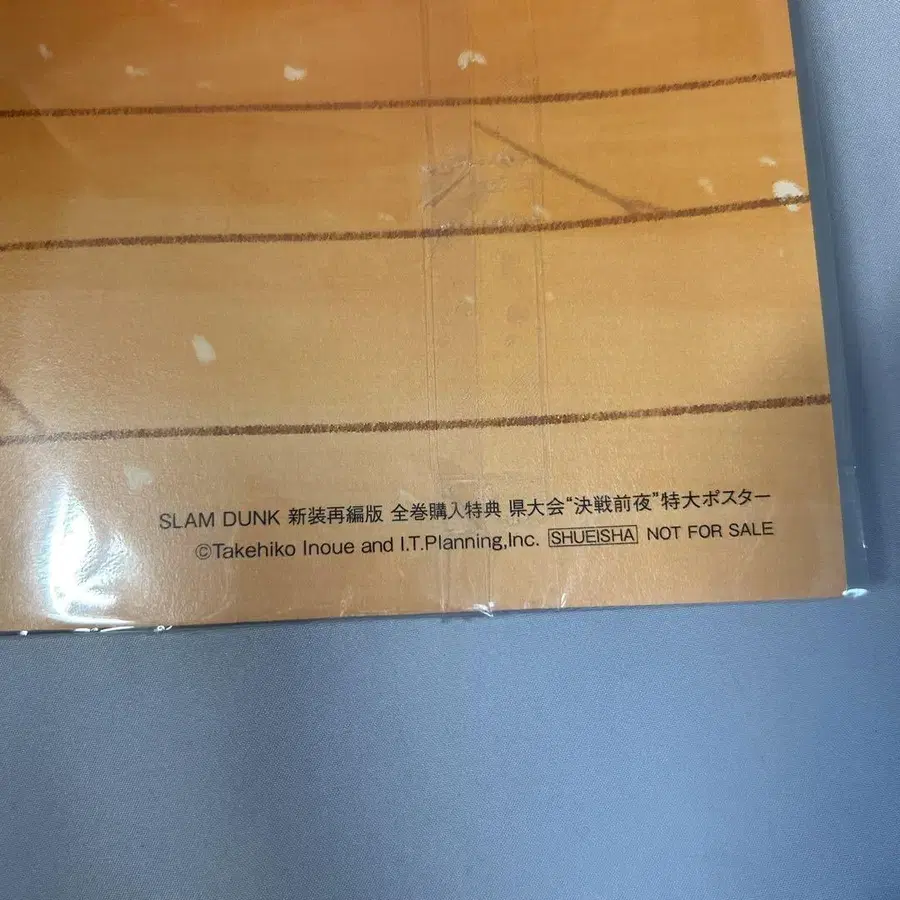 SLAM DUNK 新装再編版 全巻購入特典 県大会“決戦前夜”特大ポスター
©Takehiko Inoue and I.T.Planning,Inc. SHUEISHA NOT FOR SALE